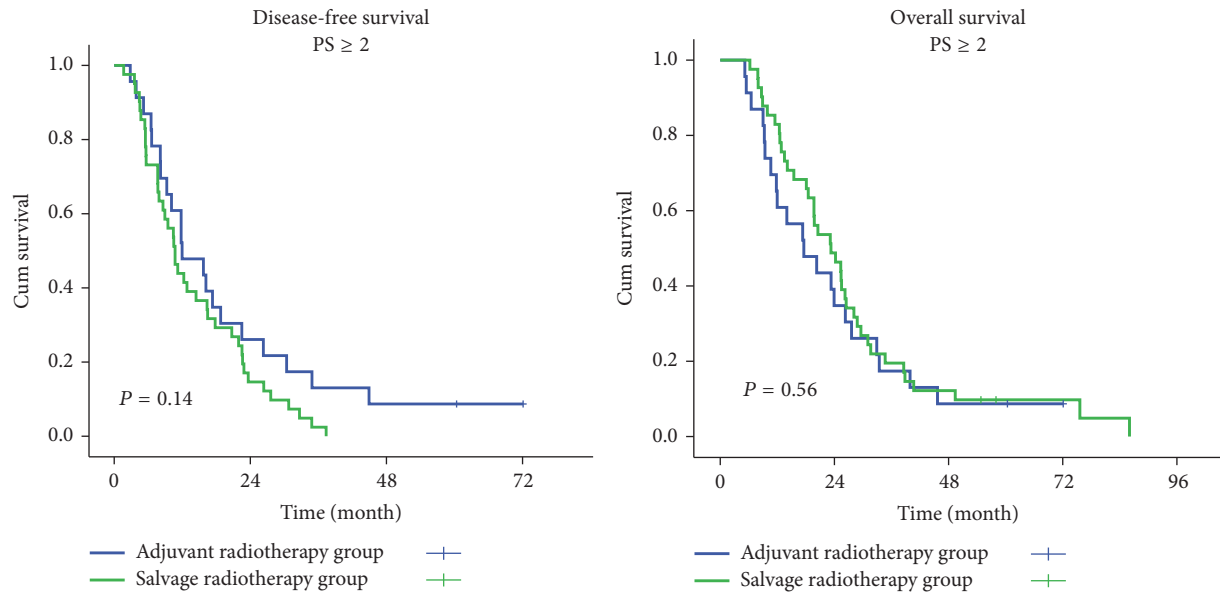 Disease-free survival
PS ≥ 2
1.0
0.8
0.6
0.4
0.2
0.0
Cum survival
P = 0.14
0 24 48 72
Time (month)
Adjuvant radiotherapy group
Salvage radiotherapy group
Overall survival
PS ≥ 2
1.0
0.8
0.6
0.4
0.2
0.0
Cum survival
P = 0.56
0 24 48 72 96
Time (month)
Adjuvant radiotherapy group
Salvage radiotherapy group